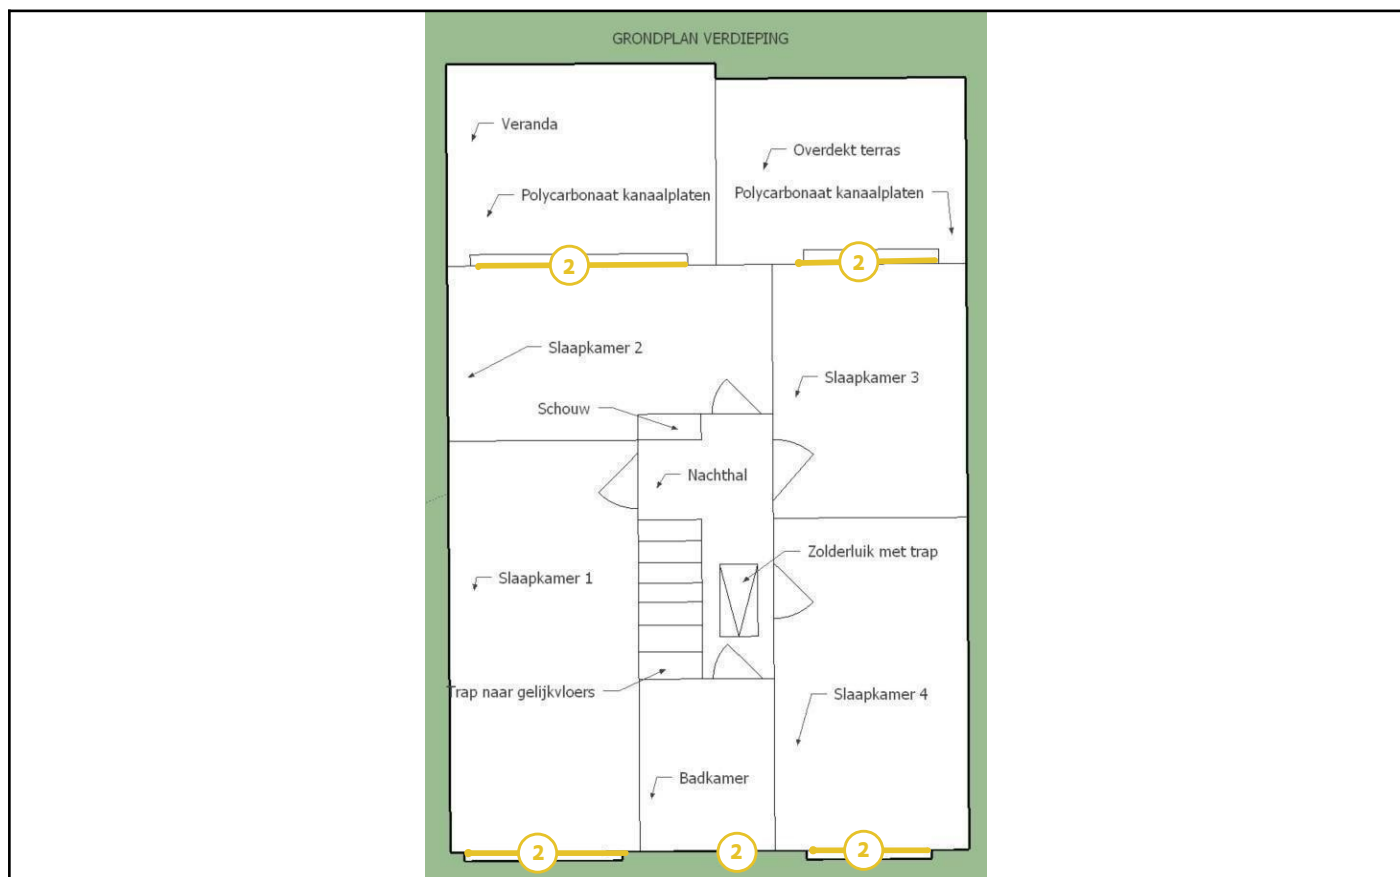 GRONDPLAN VERDIEPING
Veranda
Overdekt terras
Polycarbonaat kanaalplaten
Polycarbonaat kanaalplaten
2
2
Slaapkamer 2
Slaapkamer 3
Schouw
Nachthal
Zolderluik met trap
Slaapkamer 1
Trap naar gelijkvloers
Slaapkamer 4
Badkamer
2
2
2